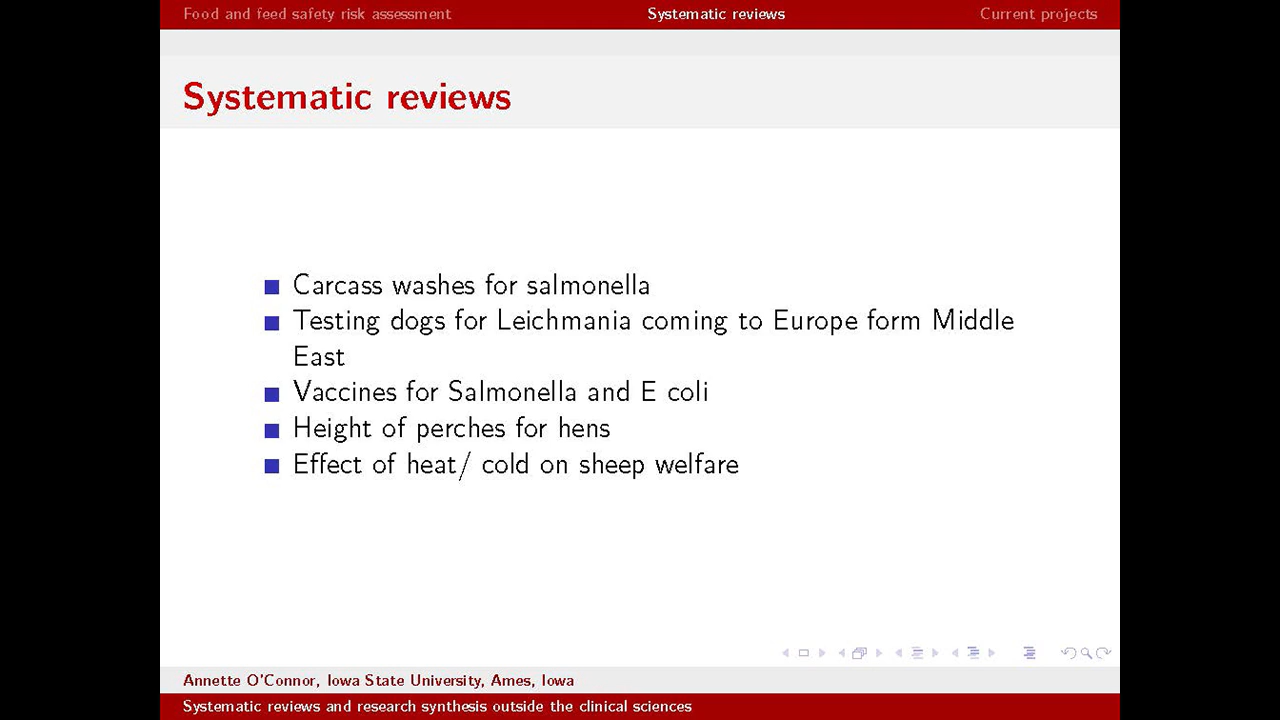 Food and feed safety risk assessment Systematic reviews Current projects
Systematic reviews
Carcass washes for salmonella
Testing dogs for Leichmania coming to Europe form Middle
East
Vaccines for Salmonella and E coli
Height of perches for hens
Effect of heat/ cold on sheep welfare
Annette O'Connor, Iowa State University, Ames, Iowa
Systematic reviews and research synthesis outside the clinical sciences